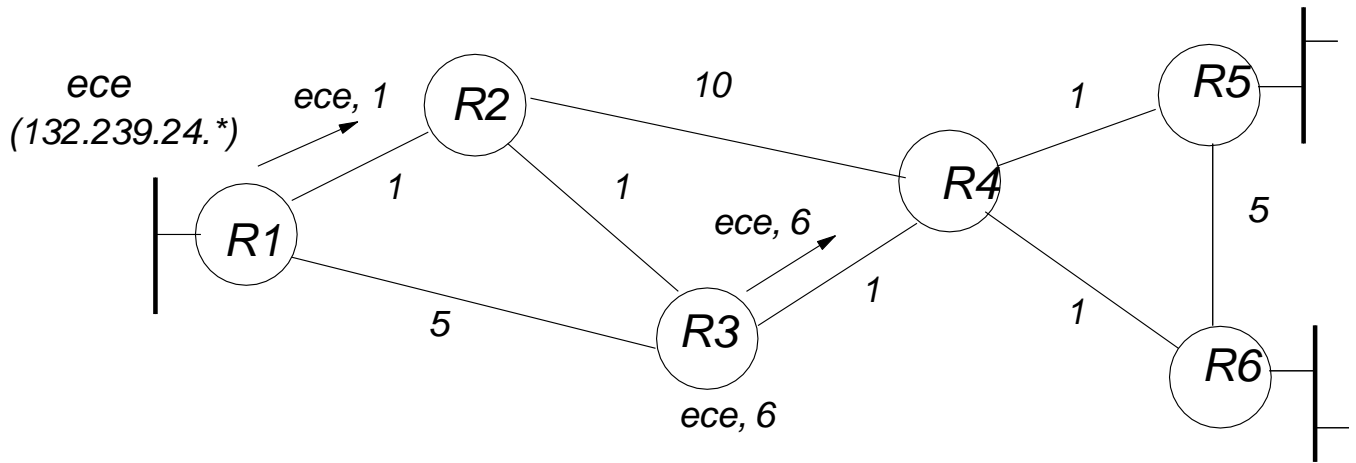 ece
(132.239.24.*)
ece, 1
R2
10
1
R5
1
1
R4
ece, 6
5
R1
1
5
R3
1
R6
ece, 6